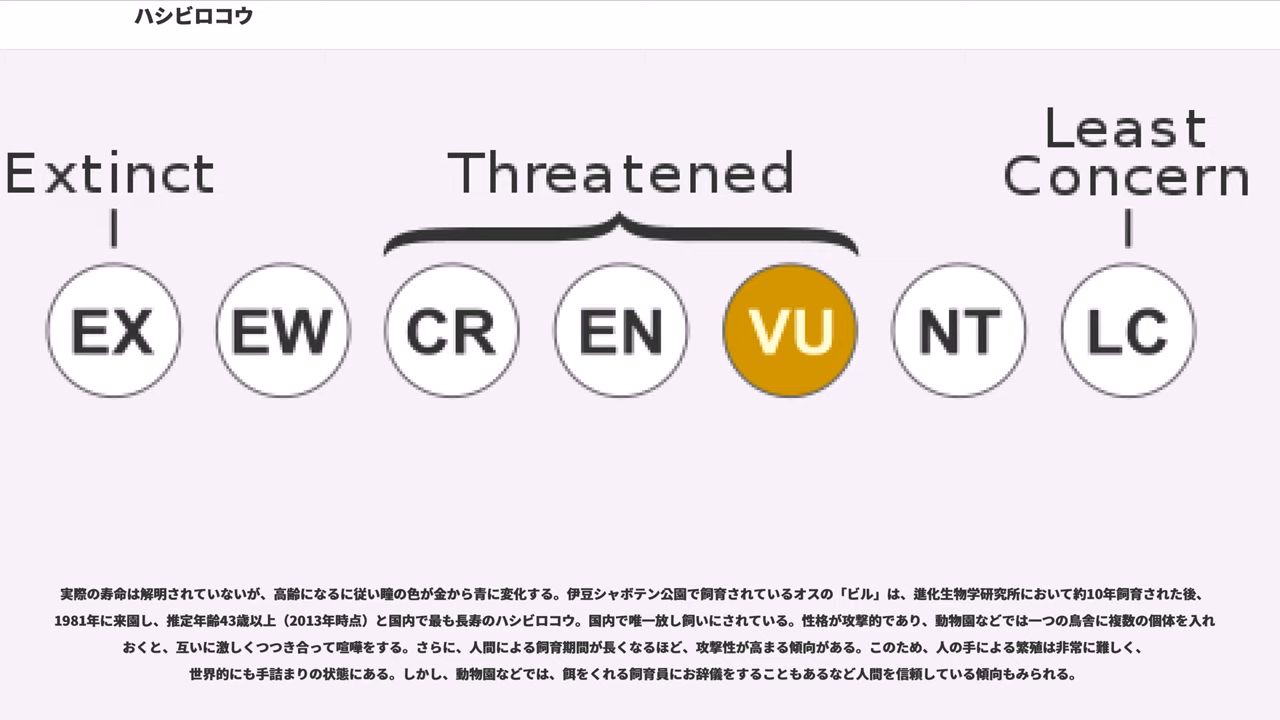 ハシビロコウ
Least
Concern
Extinct
Threatened
EX EW CR EN VU NT LC
実際の寿命は解明されていないが、高齢になるに従い瞳の色が金から青に変化する。伊豆シャボテン公園で飼育されているオスの「ビル」は、進化生物学研究所において約10年飼育された後、
1981年に来園し、推定年齢43歳以上（2013年時点）と国内で最も長寿のハシビロコウ。国内で唯一放し飼いにされている。性格が攻撃的であり、動物園などでは一つの鳥舎に複数の個体を入れ
おくと、互いに激しくつつき合って喧嘩をする。さらに、人間による飼育期間が長くなるほど、攻撃性が高まる傾向がある。このため、人の手による繁殖は非常に難しく、
世界的にも手詰まりの状態にある。しかし、動物園などでは、餌をくれる飼育員にお辞儀をすることもあるなど人間を信頼している傾向もみられる。